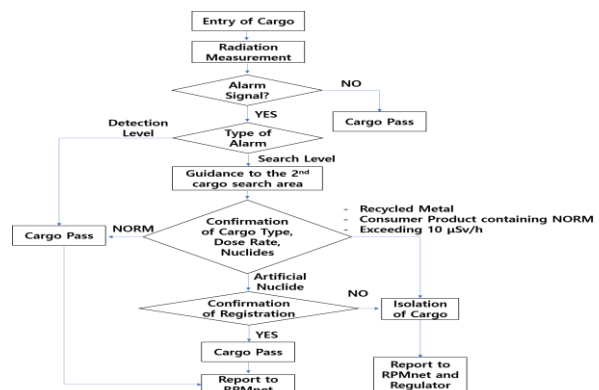 Entry of Cargo
Radiation
Measurement
Alarm
Signal?
NO
Cargo Pass
YES
Detection
Level
Type of
Alarm
Search Level
Guidance to the 2nd
cargo search area
- Recycled Metal
- Consumer Product containing NORM
- Exceeding 10 μSv/h
Confirmation
of Cargo Type,
Dose Rate,
Nuclides
NORM
Cargo Pass
Artificial
Nuclide
NO
Confirmation
of Registration
Isolation
of Cargo
YES
Cargo Pass
Report to
RPMnet
Report to
RPMnet and
Regulator